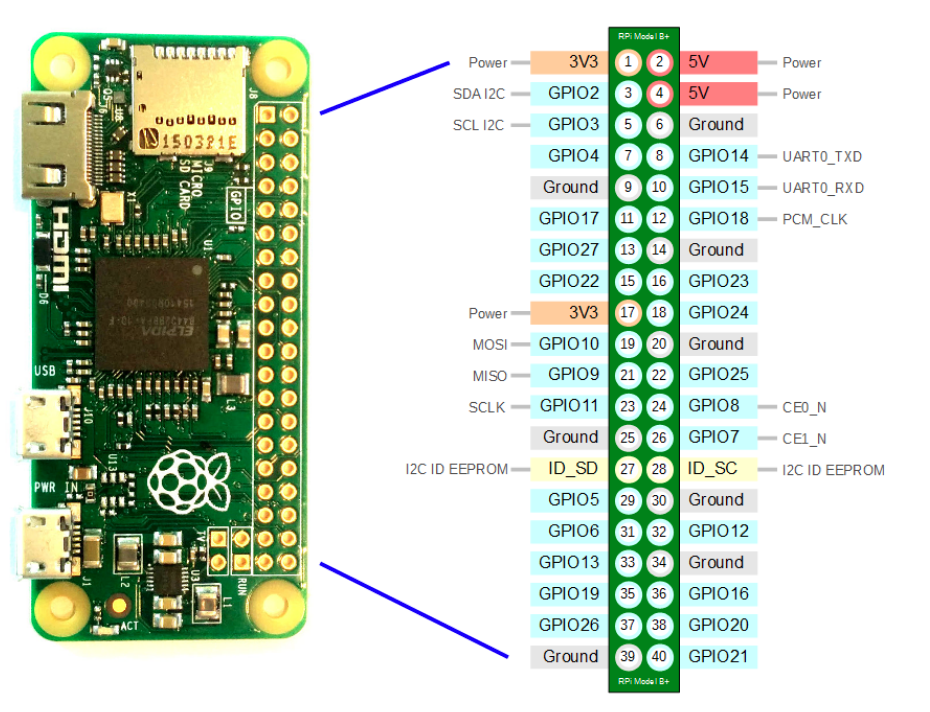 J8
Q5
J6
U8
150321E
J9
MICRO
SD CARD
X1
GPIO
HDMI
U1
D6
ELPIDA
USB
J10
L3
U13
PWR IN
TV
RUN
U3
L2
L1
J1
ACT
RPi Model B+
Power 3V3 1 2 5V Power
SDA I2C GPIO2 3 4 5V Power
SCL I2C GPIO3 5 6 Ground
GPIO4 7 8 GPIO14 UART0_TXD
Ground 9 10 GPIO15 UART0_RXD
GPIO17 11 12 GPIO18 PCM_CLK
GPIO27 13 14 Ground
GPIO22 15 16 GPIO23
Power 3V3 17 18 GPIO24
MOSI GPIO10 19 20 Ground
MISO GPIO9 21 22 GPIO25
SCLK GPIO11 23 24 GPIO8 CE0_N
Ground 25 26 GPIO7 CE1_N
I2C ID EEPROM ID_SD 27 28 ID_SC I2C ID EEPROM
GPIO5 29 30 Ground
GPIO6 31 32 GPIO12
GPIO13 33 34 Ground
GPIO19 35 36 GPIO16
GPIO26 37 38 GPIO20
Ground 39 40 GPIO21
RPi Model B+